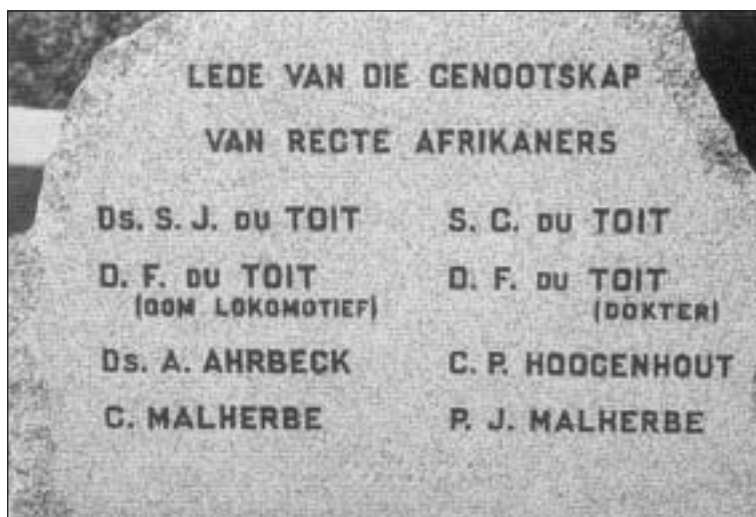 LEDE VAN DIE GENOOTSKAP
VAN REGTE AFRIKANERS
Ds. S. J. DU TOIT
S. G. DU TOIT
D. F. DU TOIT
(OOM LOKOMOTIEF)
D. F. DU TOIT
(DOKTER)
Ds. A. AHRBECK
C. P. HOOGENHOUT
G. MALHERBE
P. J. MALHERBE